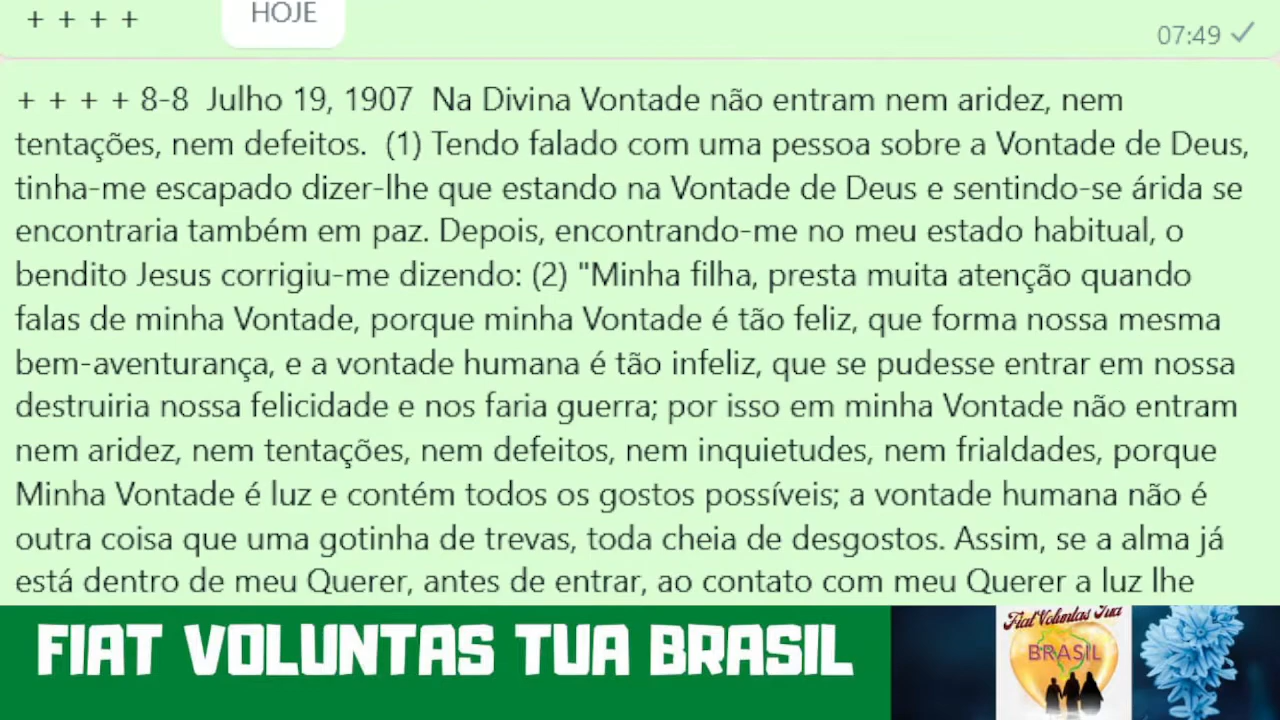 HOJE
+ + + +
07:49
+ + + + 8-8 Julho 19, 1907 Na Divina Vontade não entram nem aridez, nem
tentações, nem defeitos. (1) Tendo falado com uma pessoa sobre a Vontade de Deus,
tinha-me escapado dizer-lhe que estando na Vontade de Deus e sentindo-se árida se
encontraria também em paz. Depois, encontrando-me no meu estado habitual, o
bendito Jesus corrigiu-me dizendo: (2) "Minha filha, presta muita atenção quando
falas de minha Vontade, porque minha Vontade é tão feliz, que forma nossa mesma
bem-aventurança, e a vontade humana é tão infeliz, que se pudesse entrar em nossa
destruiria nossa felicidade e nos faria guerra; por isso em minha Vontade não entram
nem aridez, nem tentações, nem defeitos, nem inquietudes, nem frialdades, porque
Minha Vontade é luz e contém todos os gostos possíveis; a vontade humana não é
outra coisa que uma gotinha de trevas, toda cheia de desgostos. Assim, se a alma já
está dentro de meu Querer, antes de entrar, ao contato com meu Querer a luz lhe
FIAT VOLUNTAS TUA BRASIL
Fiat Voluntas Tua
BRASIL